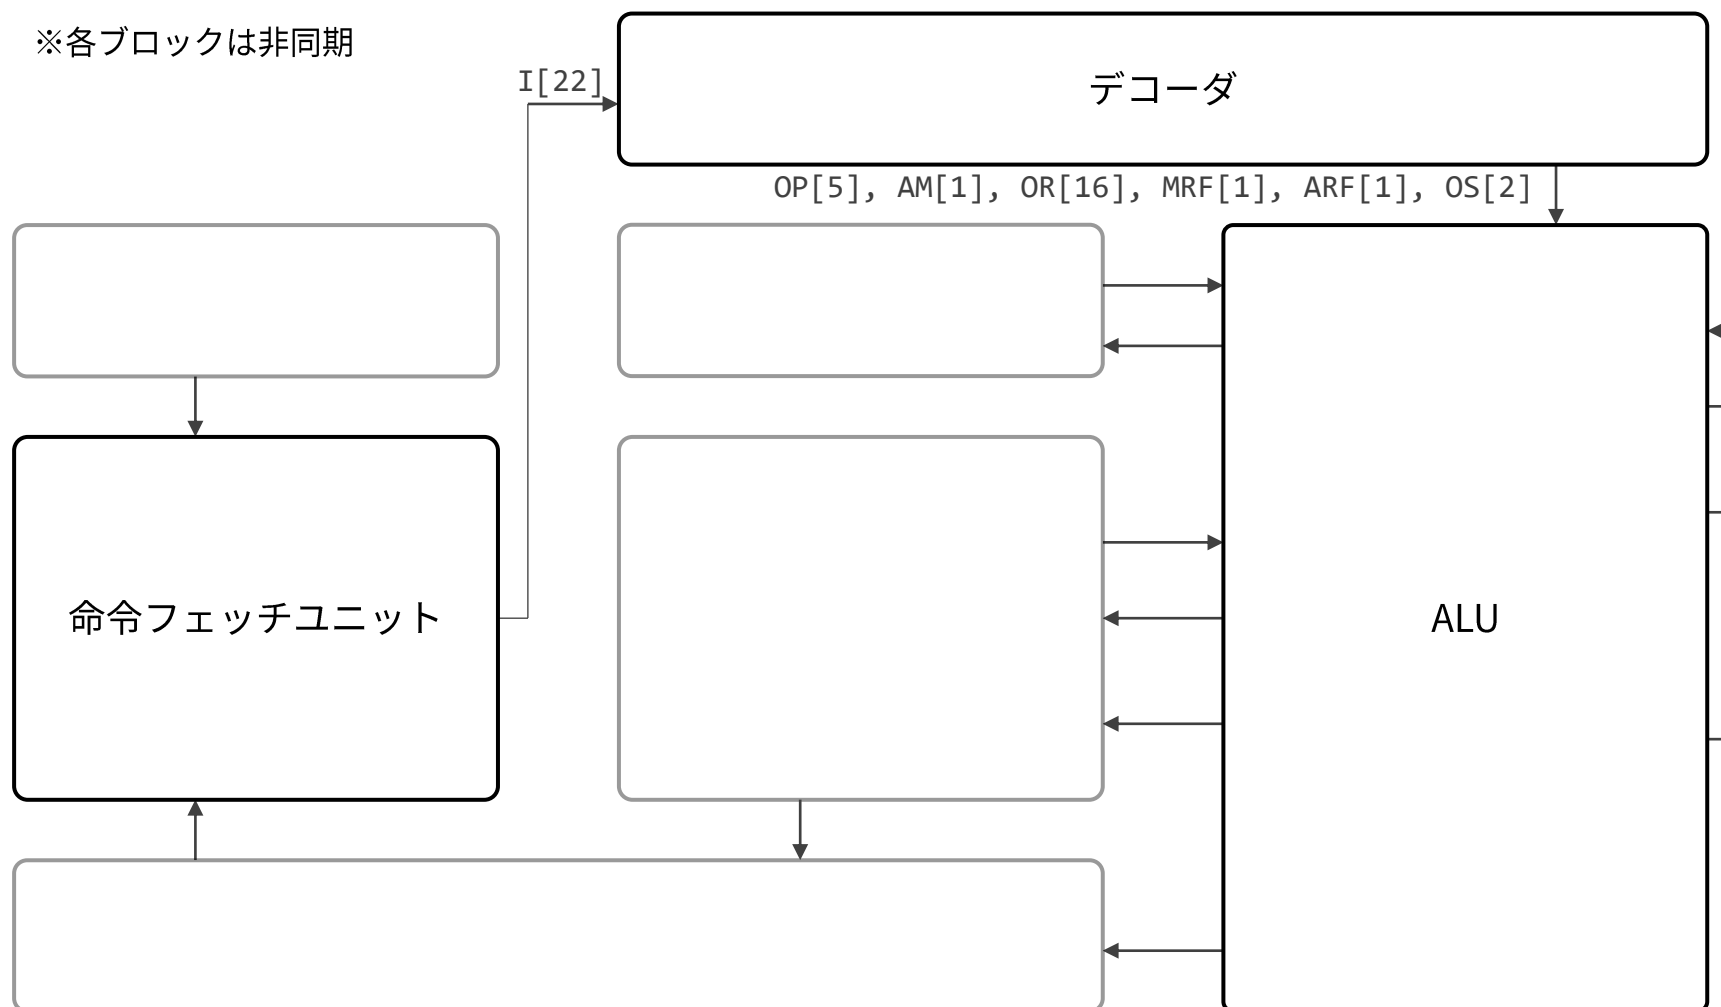 ※各ブロックは非同期
I[22]
デコーダ
OP[5], AM[1], OR[16], MRF[1], ARF[1], OS[2]
命令フェッチユニット
ALU